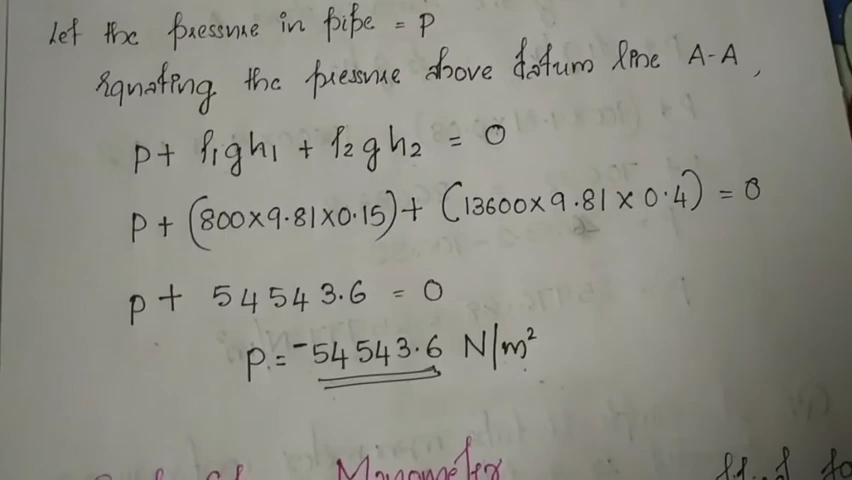 Let the pressure in pipe = P
Equating the pressure above datum line A-A,
P + ρ₁gh₁ + ρ₂gh₂ = 0
P + (800×9.81×0.15) + (13600×9.81×0.4) = 0
P + 54543.6 = 0
P = -54543.6 N/m²
Manometer